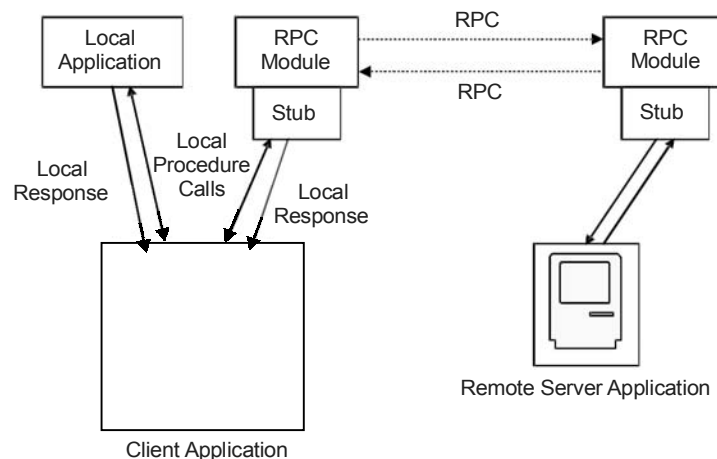 Local
Application
RPC
Module
Stub
RPC
RPC
RPC
Module
Stub
Local
Response
Local
Procedure
Calls
Local
Response
Client Application
Remote Server Application